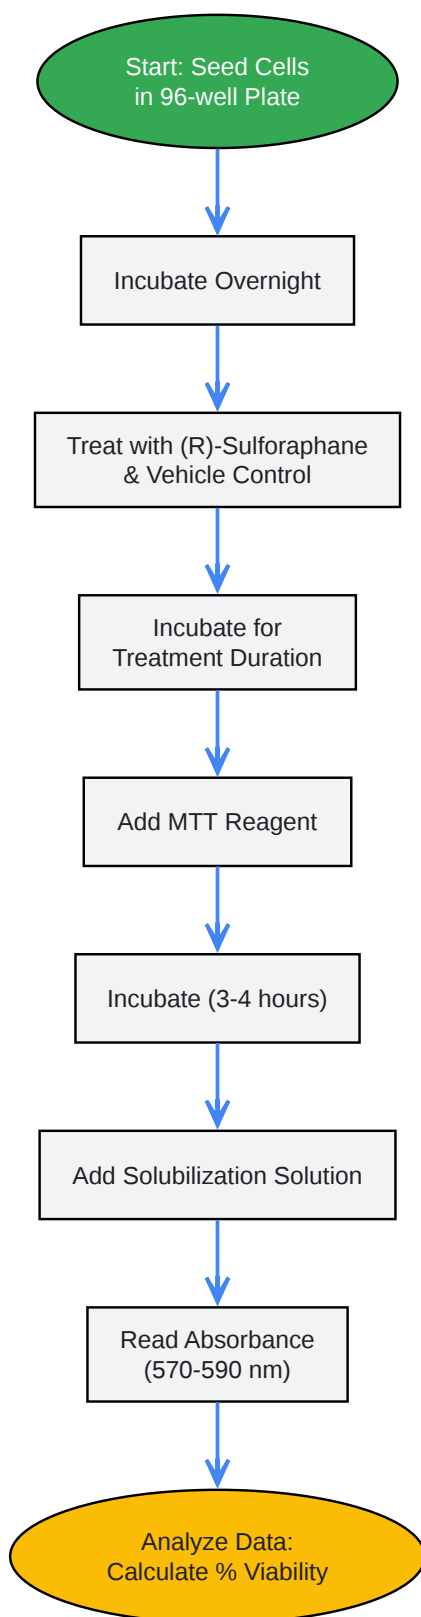 Start: Seed Cells
in 96-well Plate
Incubate Overnight
Treat with (R)-Sulforaphane
& Vehicle Control
Incubate for
Treatment Duration
Add MTT Reagent
Incubate (3-4 hours)
Add Solubilization Solution
Read Absorbance
(570-590 nm)
Analyze Data:
Calculate % Viability